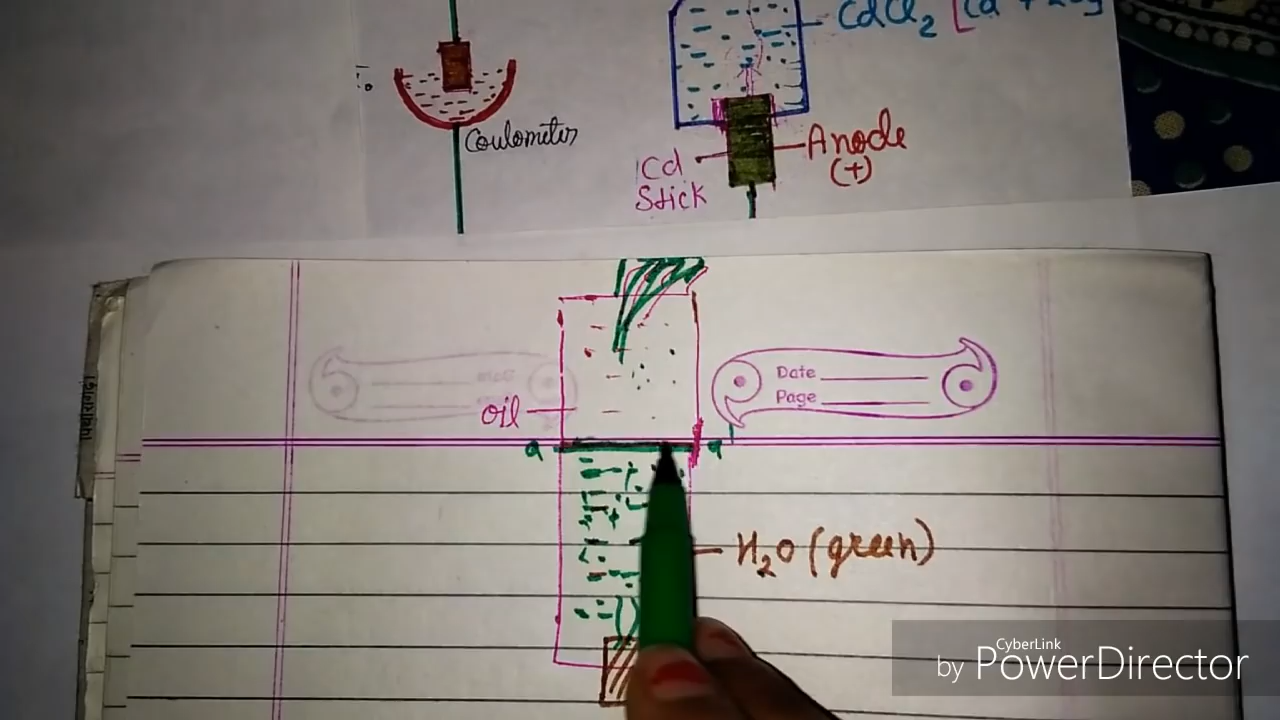 CdCl2
Coulometer
Anode
(+)
Cd
Stick
Date
Page
oil
a a
H2O (green)
CyberLink
by PowerDirector